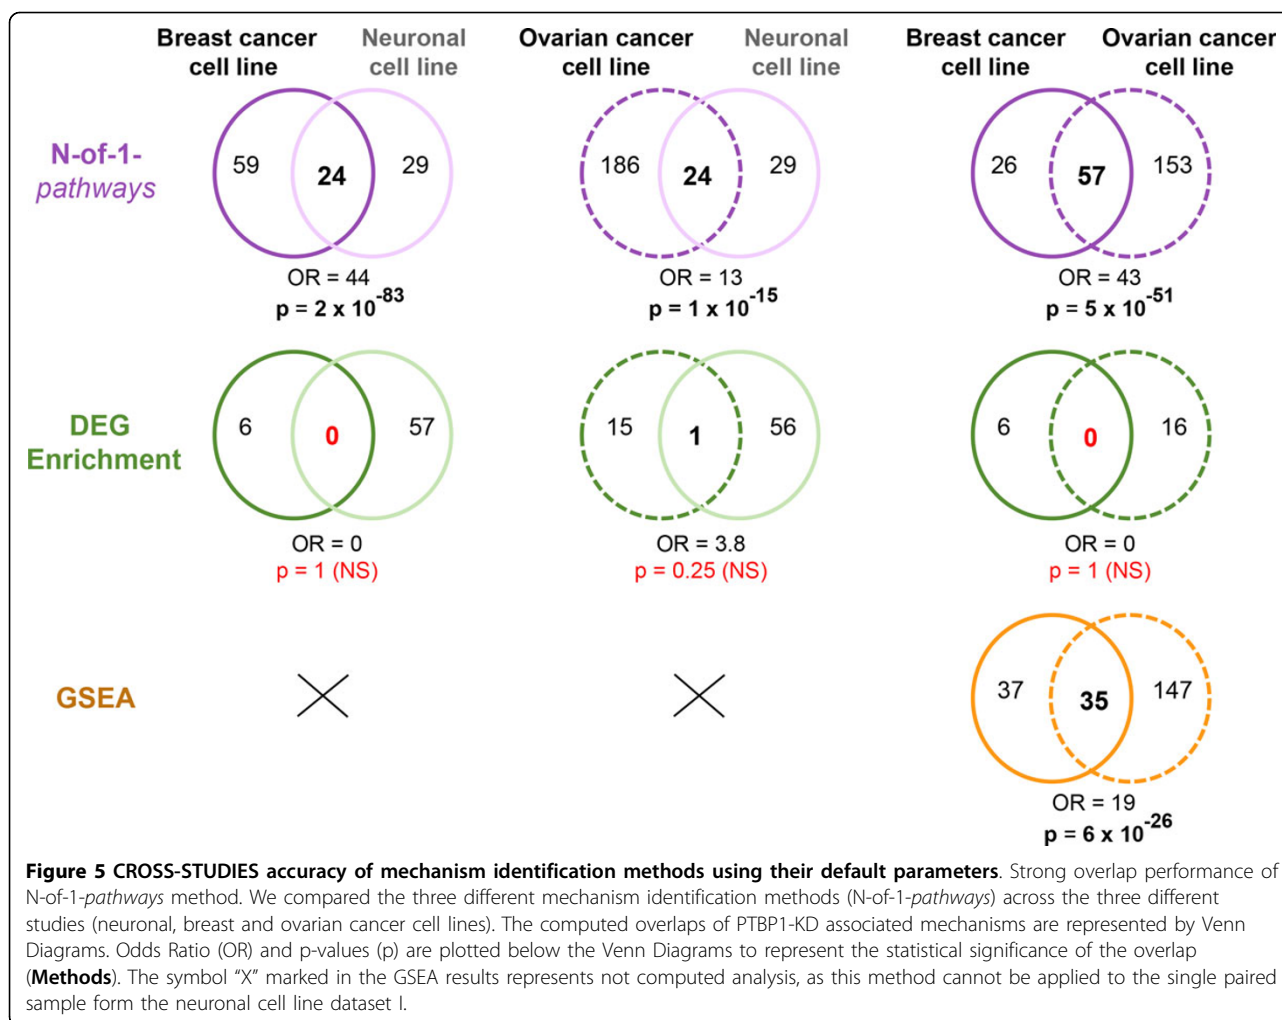 Breast cancer cell line
Neuronal cell line
Ovarian cancer cell line
Neuronal cell line
Breast cancer cell line
Ovarian cancer cell line
N-of-1-
pathways
59 24 29
186 24 29
26 57 153
OR = 44
p = 2 x 10^-83
OR = 13
p = 1 x 10^-15
OR = 43
p = 5 x 10^-51
DEG
Enrichment
6 0 57
15 1 56
6 0 16
OR = 0
p = 1 (NS)
OR = 3.8
p = 0.25 (NS)
OR = 0
p = 1 (NS)
GSEA
37 35 147
OR = 19
p = 6 x 10^-26
Figure 5 CROSS-STUDIES accuracy of mechanism identification methods using their default parameters. Strong overlap performance of
N-of-1-pathways method. We compared the three different mechanism identification methods (N-of-1-pathways) across the three different
studies (neuronal, breast and ovarian cancer cell lines). The computed overlaps of PTBP1-KD associated mechanisms are represented by Venn
Diagrams. Odds Ratio (OR) and p-values (p) are plotted below the Venn Diagrams to represent the statistical significance of the overlap
(Methods). The symbol “X” marked in the GSEA results represents not computed analysis, as this method cannot be applied to the single paired
sample form the neuronal cell line dataset I.